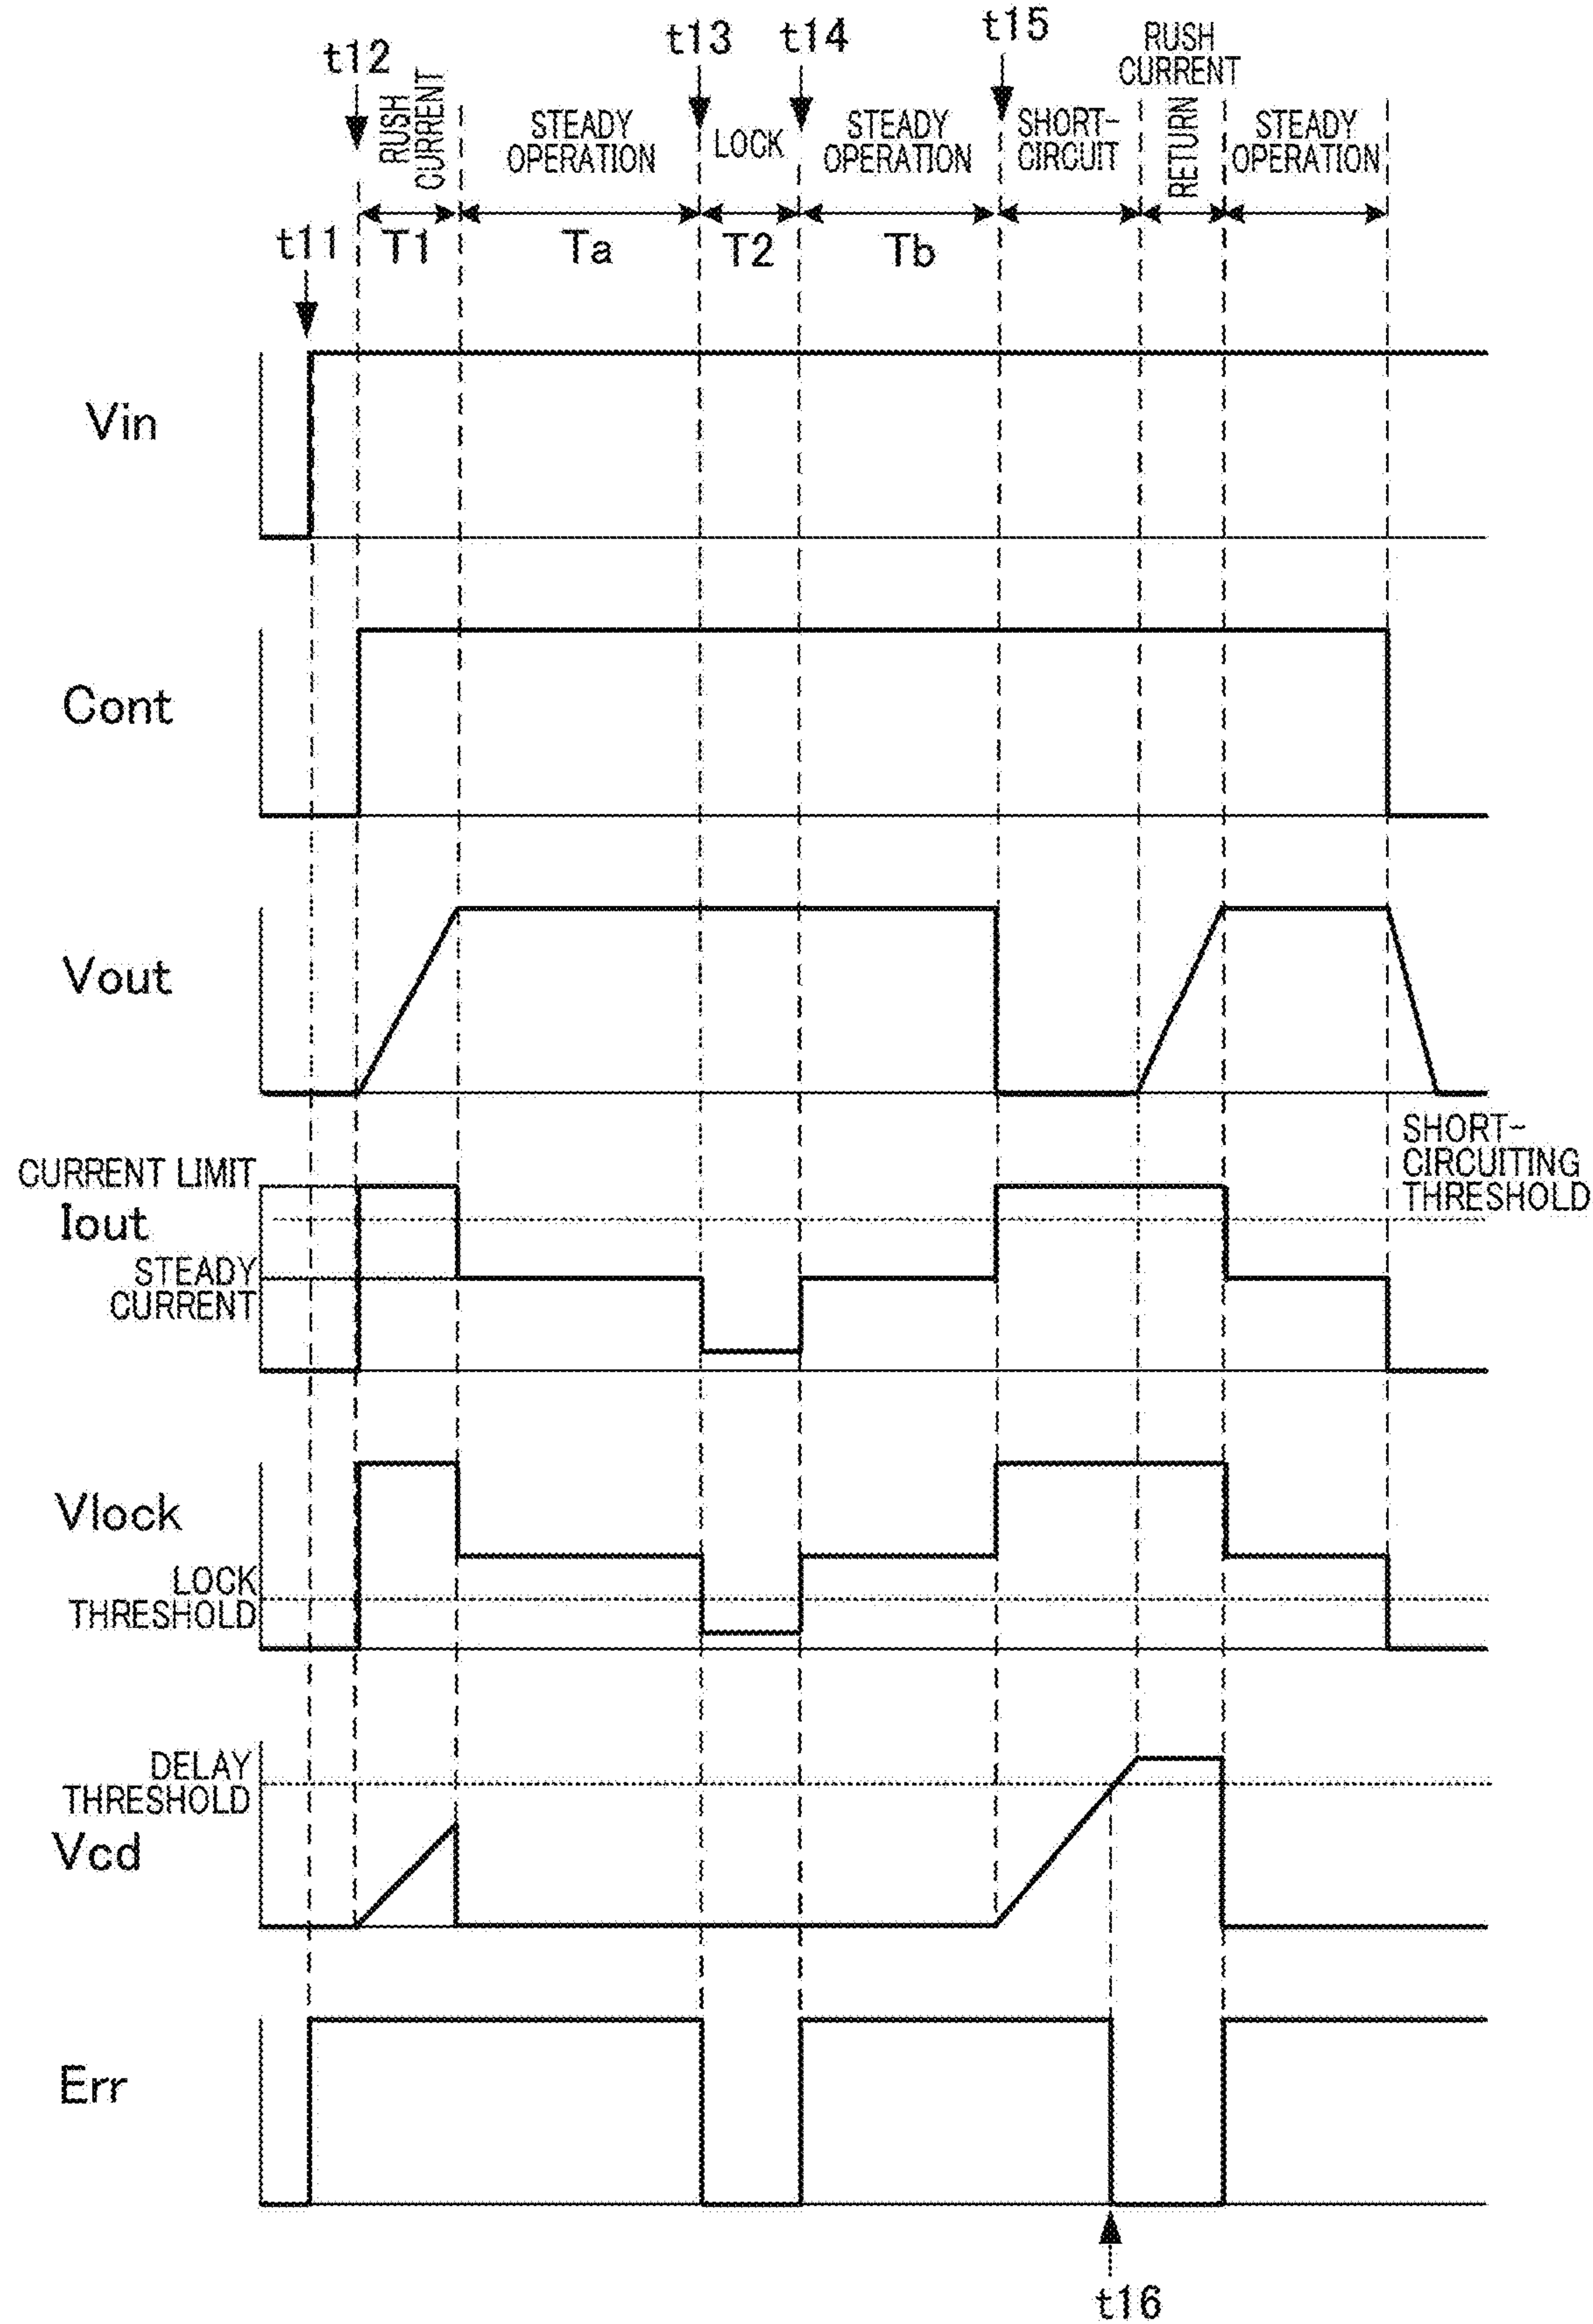 t12
t13
t14
t15
RUSH
CURRENT
RUSH
CURRENT
STEADY
OPERATION
LOCK
STEADY
OPERATION
SHORT-
CIRCUIT
RETURN
STEADY
OPERATION
t11
T1
Ta
T2
Tb
Vin
Cont
Vout
SHORT-
CIRCUITING
THRESHOLD
CURRENT LIMIT
Iout
STEADY
CURRENT
Vlock
LOCK
THRESHOLD
DELAY
THRESHOLD
Vcd
Err
t16